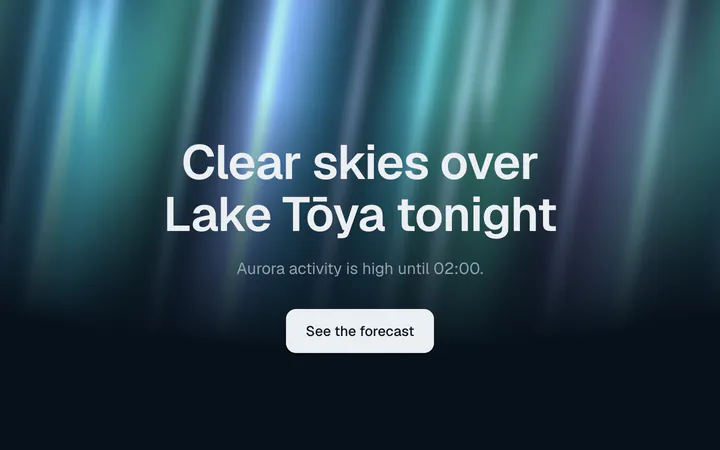 Clear skies over
Lake Tōya tonight
Aurora activity is high until 02:00.
See the forecast